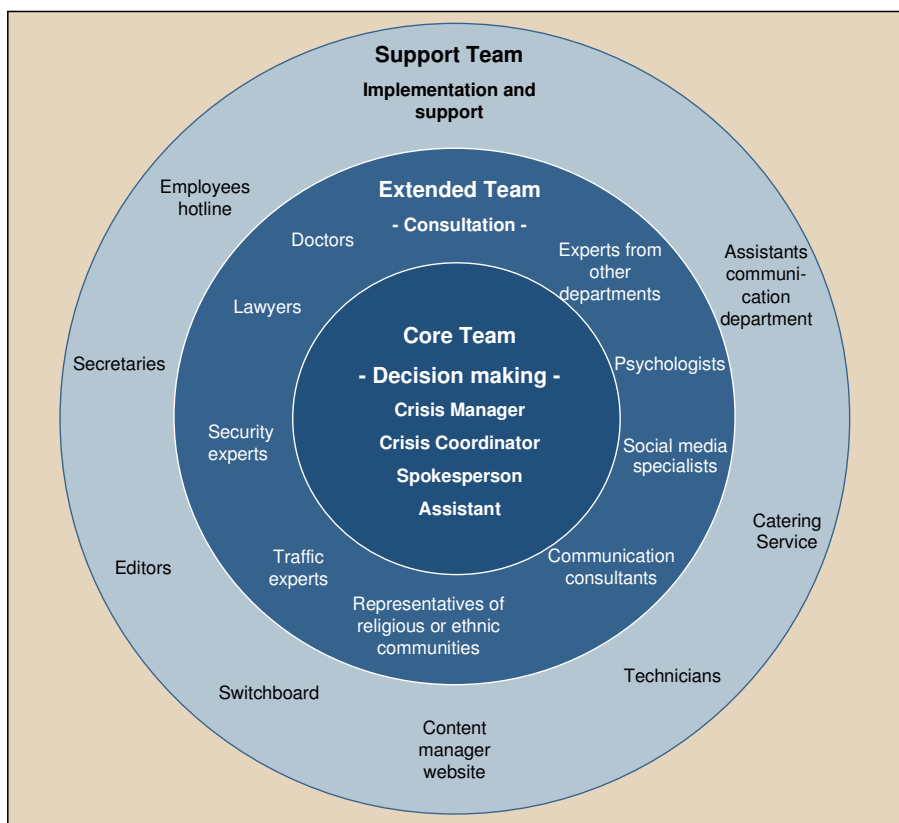 Support Team
Implementation and
support
Employees
hotline
Extended Team
- Consultation -
Doctors
Experts from
other
departments
Assistants
communi-
cation
department
Lawyers
Core Team
- Decision making -
Crisis Manager
Crisis Coordinator
Spokesperson
Assistant
Secretaries
Psychologists
Security
experts
Social media
specialists
Catering
Service
Editors
Traffic
experts
Communication
consultants
Representatives of
religious or ethnic
communities
Switchboard
Technicians
Content
manager
website